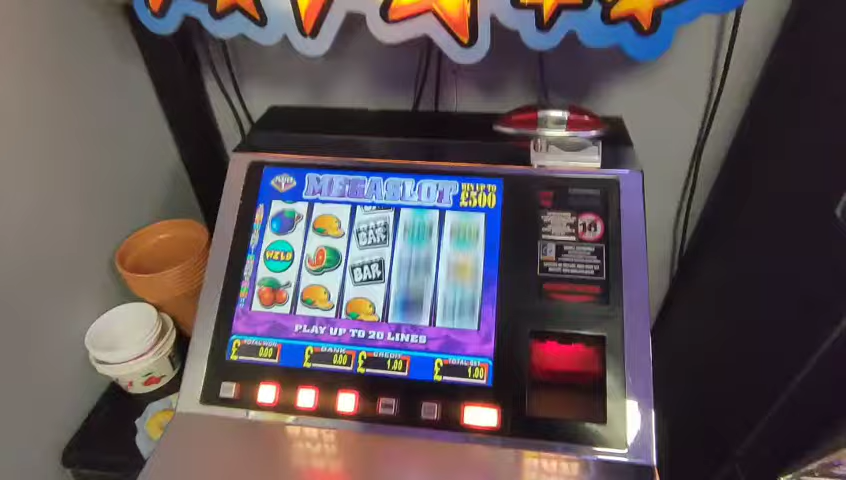 MEGASLOT
WIN UP TO
£500
WILD
BAR
BAR
PLAY UP TO 20 LINES
TOTAL WON
£ 0.00
BANK
£ 0.00
CREDIT
£ 1.00
TOTAL BET
£ 1.00
18